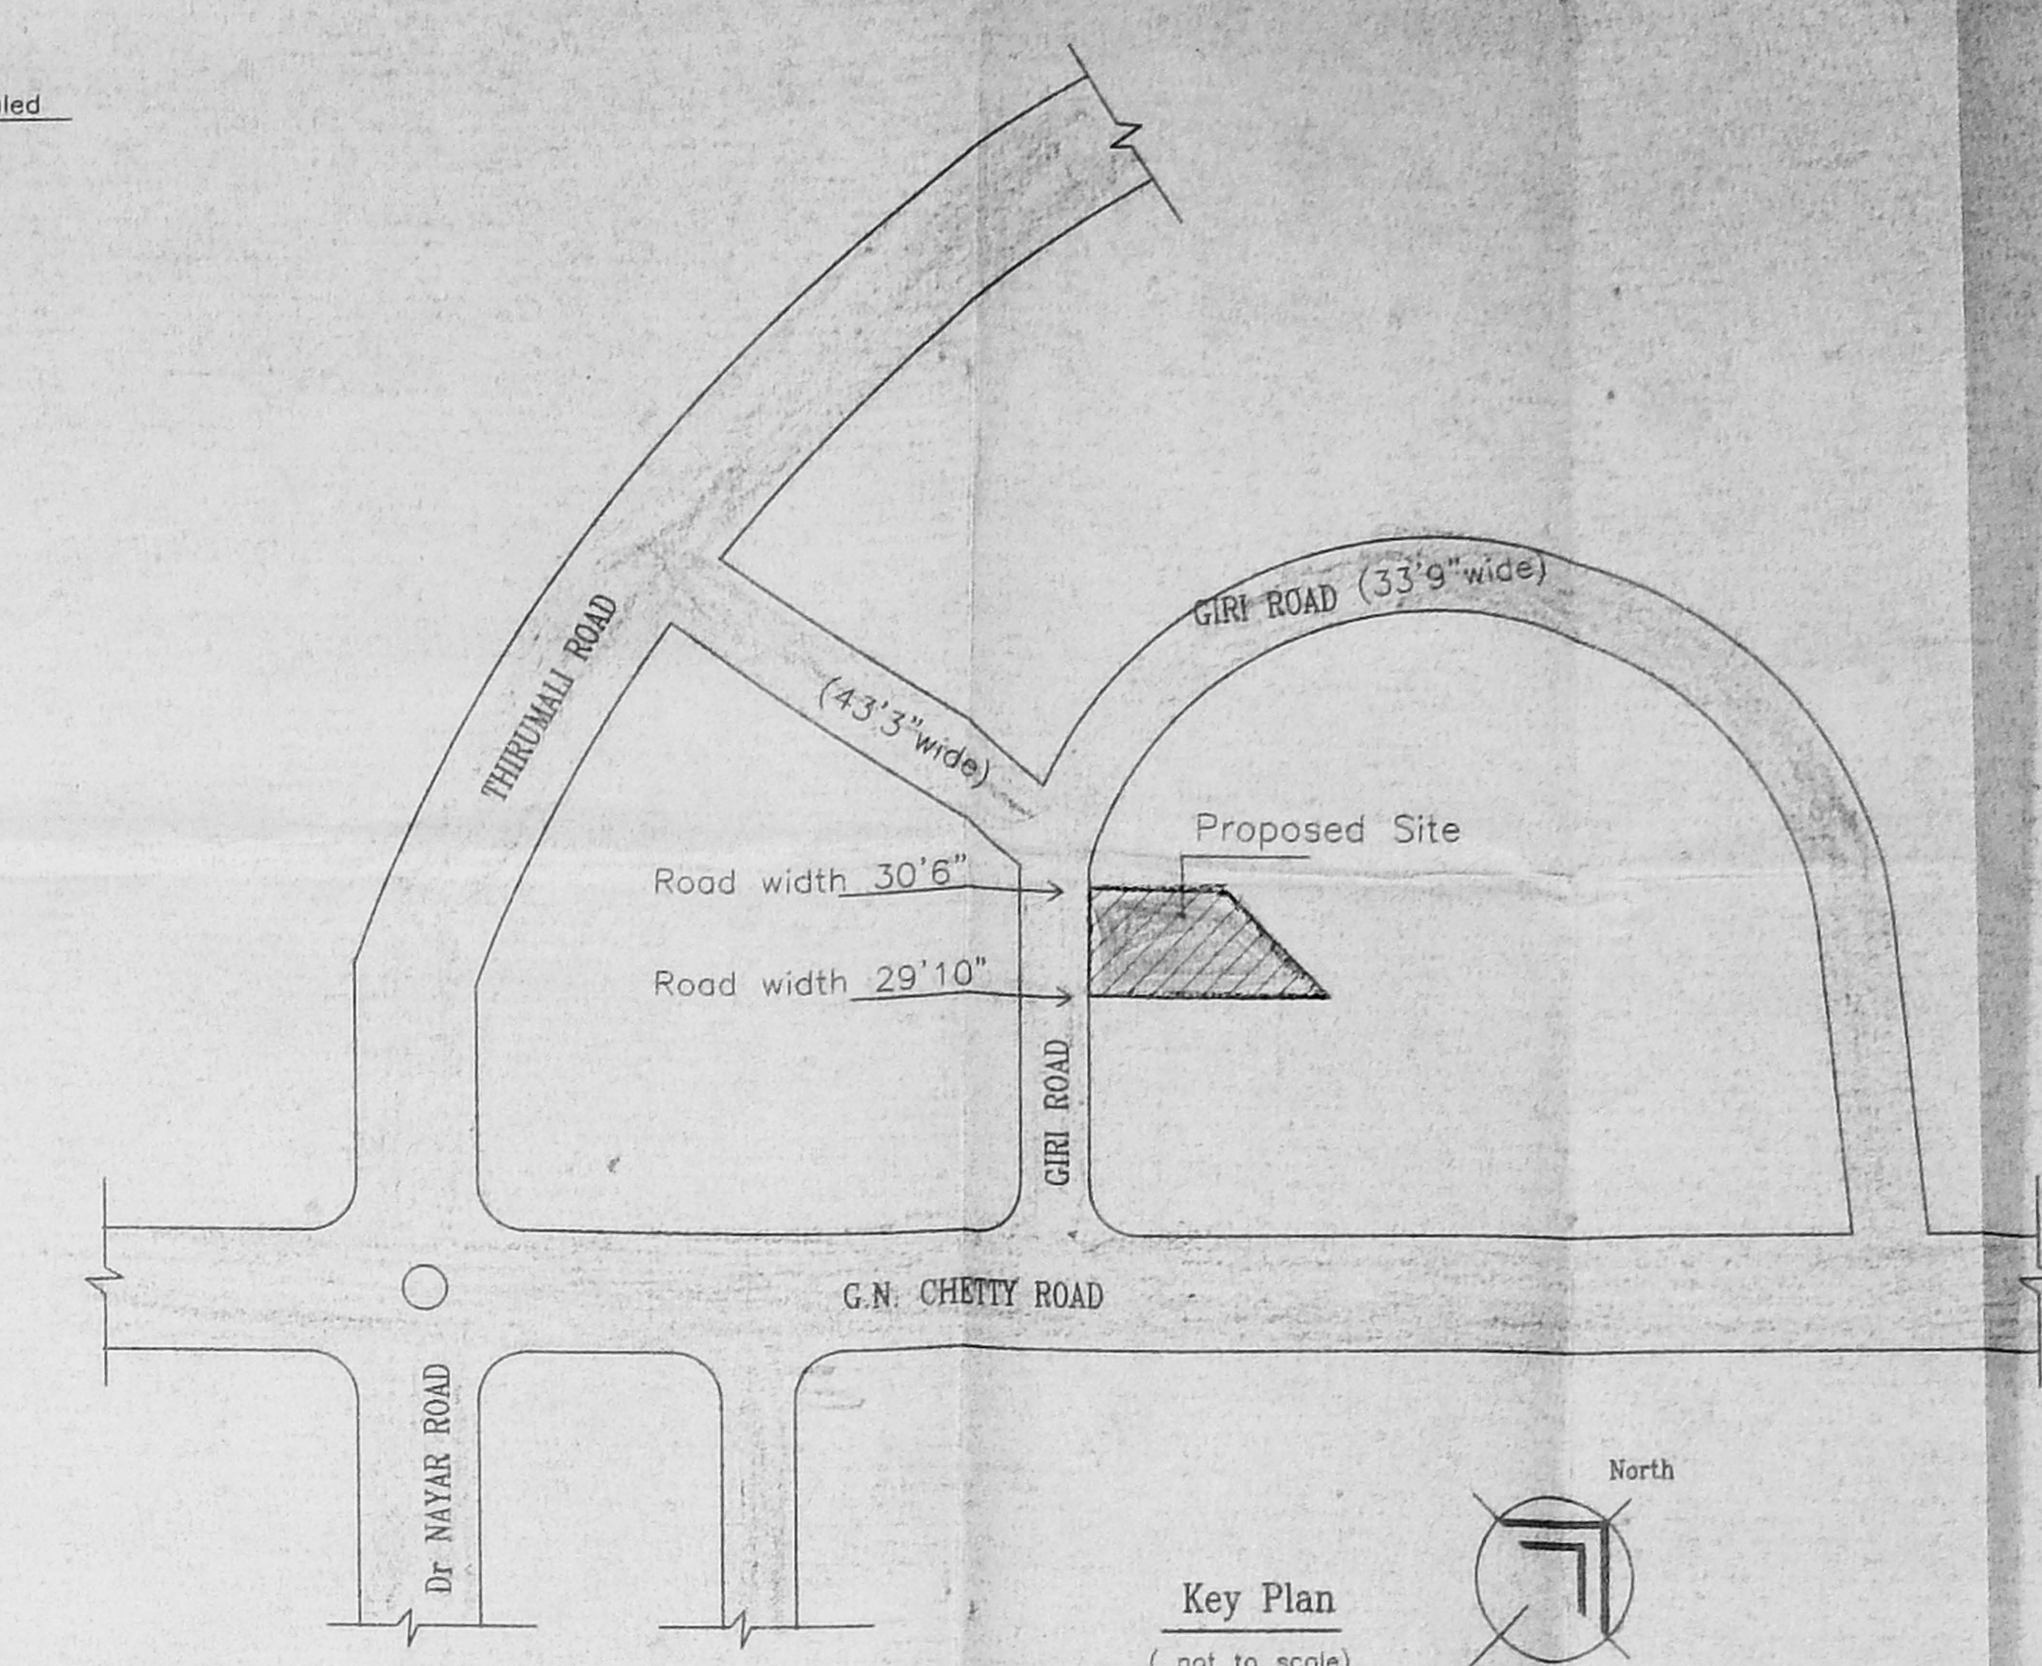 GIRI ROAD (33'9"wide)
THIRUMALI ROAD
(43'3"wide)
Proposed Site
Road width 30'6"
Road width 29'10"
GIRI ROAD
G.N. CHETTY ROAD
Dr NAYAR ROAD
North
Key Plan
( not to scale)